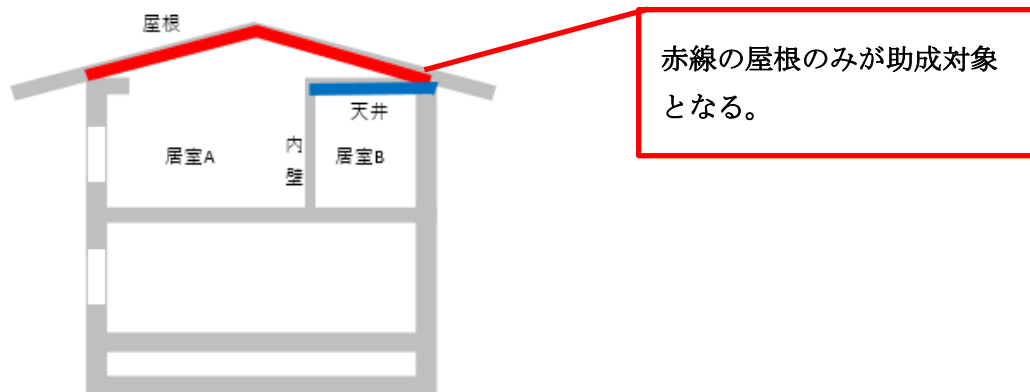 屋根
赤線の屋根のみが助成対象
となる。
天井
居室A
内壁
居室B